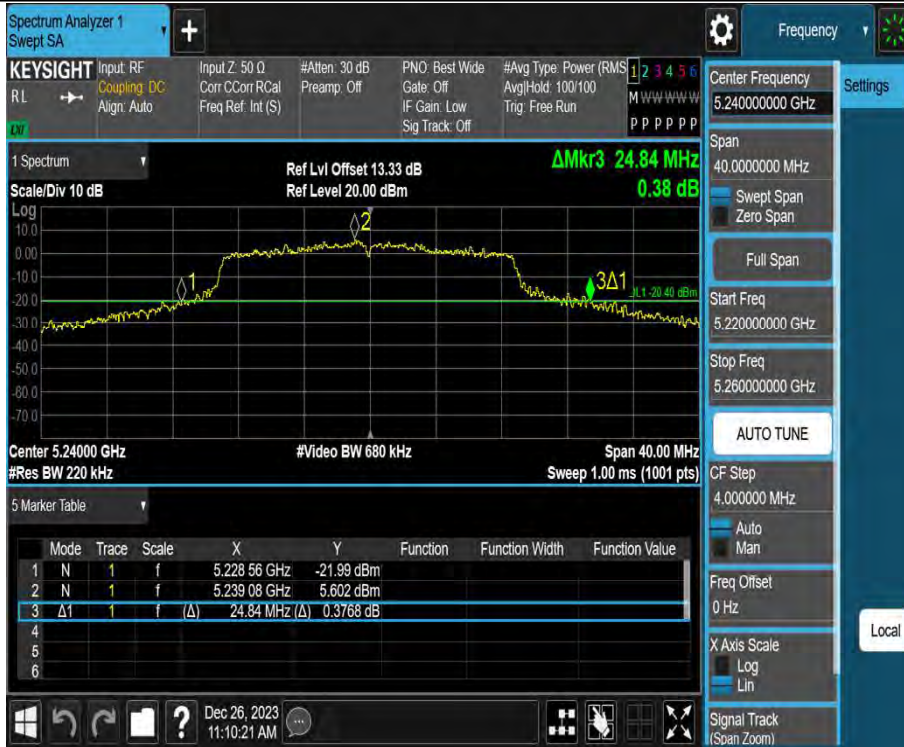 Spectrum Analyzer 1
Swept SA
+
Frequency
KEYSIGHT
RL
LXI
Input: RF
Coupling: DC
Align: Auto
Input Z: 50 Ω
Corr CCorr RCal
Freq Ref: Int (S)
#Atten: 30 dB
Preamp: Off
PNO: Best Wide
Gate: Off
IF Gain: Low
Sig Track: Off
#Avg Type: Power (RMS
Avg|Hold: 100/100
Trig: Free Run
1 2 3 4 5 6
M W W W W W
P P P P P P
1 Spectrum
Scale/Div 10 dB
Ref Lvl Offset 13.33 dB
Ref Level 20.00 dBm
ΔMkr3 24.84 MHz
0.38 dB
Log
10.0
0.00
-10.0
-20.0
-30.0
-40.0
-50.0
-60.0
-70.0
1
2
3Δ1
DL1 -20.40 dBm
Center 5.24000 GHz
#Video BW 680 kHz
Span 40.00 MHz
#Res BW 220 kHz
Sweep 1.00 ms (1001 pts)
5 Marker Table
Mode Trace Scale X Y Function Function Width Function Value
1 N 1 f 5.228 56 GHz -21.99 dBm
2 N 1 f 5.239 08 GHz 5.602 dBm
3 Δ1 1 f (Δ) 24.84 MHz (Δ) 0.3768 dB
4
5
6
?
Dec 26, 2023
11:10:21 AM
Center Frequency
5.240000000 GHz
Settings
Span
40.0000000 MHz
Swept Span
Zero Span
Full Span
Start Freq
5.220000000 GHz
Stop Freq
5.260000000 GHz
AUTO TUNE
CF Step
4.000000 MHz
Auto
Man
Freq Offset
0 Hz
Local
X Axis Scale
Log
Lin
Signal Track
(Span Zoom)